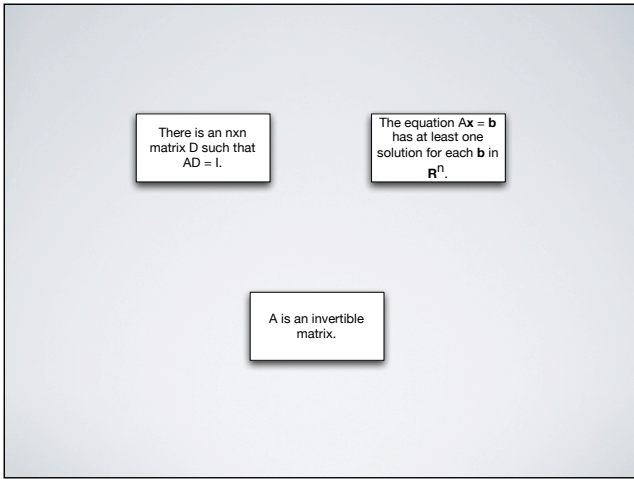 There is an nxn
matrix D such that
AD = I.
The equation Ax = b
has at least one
solution for each b in
Rⁿ.
A is an invertible
matrix.